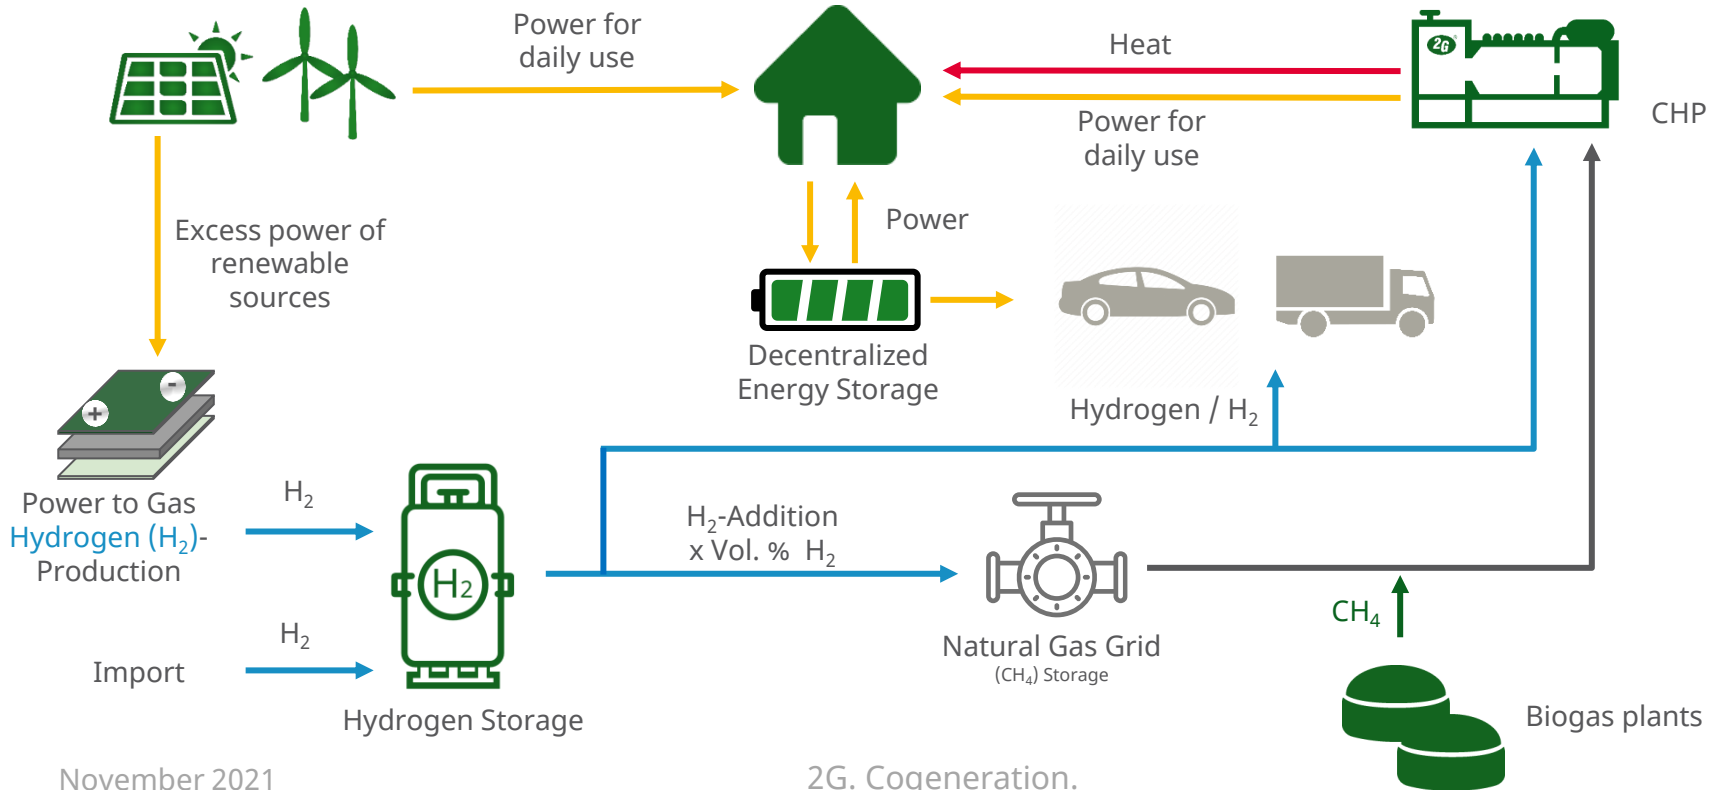 Power for
daily use
Heat
2G
CHP
Power for
daily use
Excess power of
renewable
sources
Power
Decentralized
Energy Storage
Hydrogen / H₂
-
+
Power to Gas
Hydrogen (H₂)-
Production
H₂
H₂-Addition
x Vol. % H₂
H₂
CH₄
H₂
Import
Natural Gas Grid
(CH₄) Storage
Hydrogen Storage
Biogas plants
November 2021
2G. Cogeneration.